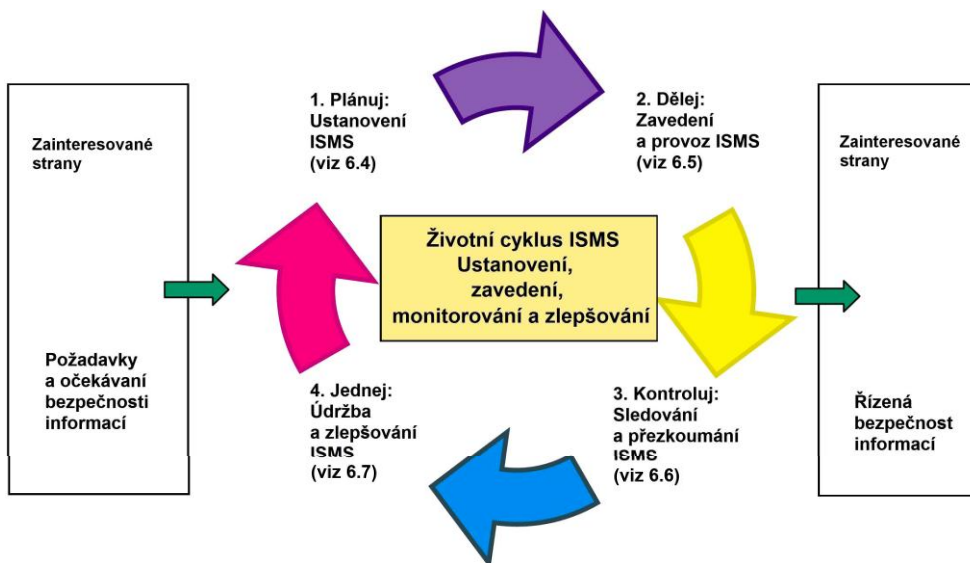 Zainteresované
strany
Požadavky
a očekávaní
bezpečnosti
informací
1. Plánuj:
Ustanovení
ISMS
(viz 6.4)
2. Dělej:
Zavedení
a provoz ISMS
(viz 6.5)
Životní cyklus ISMS
Ustanovení,
zavedení,
monitorování a zlepšování
4. Jednej:
Údržba
a zlepšování
ISMS
(viz 6.7)
3. Kontroluj:
Sledování
a přezkoumání
ISMS
(viz 6.6)
Zainteresované
strany
Řízená
bezpečnost
informací